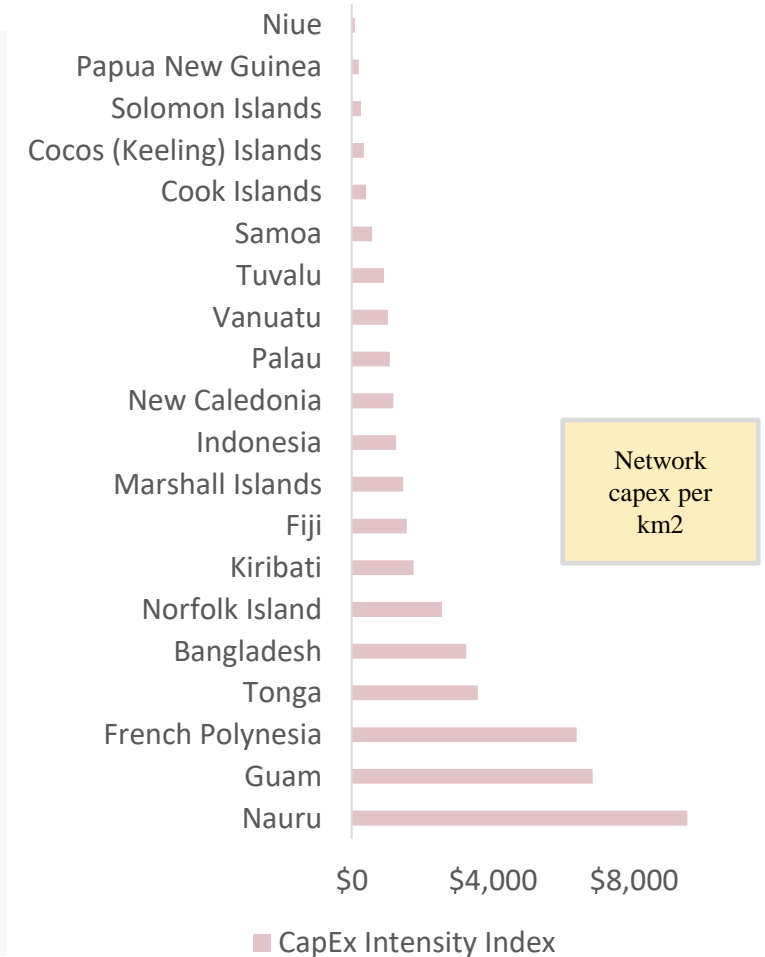 Niue
Papua New Guinea
Solomon Islands
Cocos (Keeling) Islands
Cook Islands
Samoa
Tuvalu
Vanuatu
Palau
New Caledonia
Indonesia
Marshall Islands
Fiji
Kiribati
Norfolk Island
Bangladesh
Tonga
French Polynesia
Guam
Nauru
Network
capex per
km2
$0 $4,000 $8,000
CapEx Intensity Index